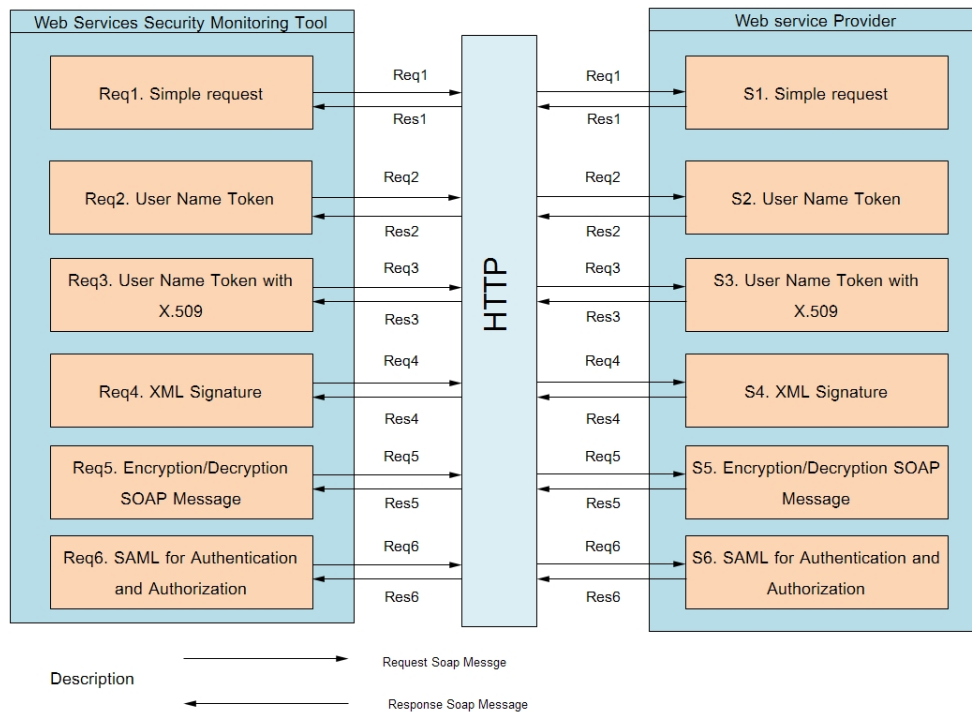 Web Services Security Monitoring Tool
Web service Provider
Req1. Simple request
Req1
Res1
Req1
Res1
S1. Simple request
Req2. User Name Token
Req2
Res2
Req2
Res2
S2. User Name Token
Req3. User Name Token with
X.509
Req3
Res3
HTTP
Req3
Res3
S3. User Name Token with
X.509
Req4. XML Signature
Req4
Res4
Req4
Res4
S4. XML Signature
Req5. Encryption/Decryption
SOAP Message
Req5
Res5
Req5
Res5
S5. Encryption/Decryption SOAP
Message
Req6. SAML for Authentication
and Authorization
Req6
Res6
Req6
Res6
S6. SAML for Authentication and
Authorization
Description
Request Soap Messge
Response Soap Message